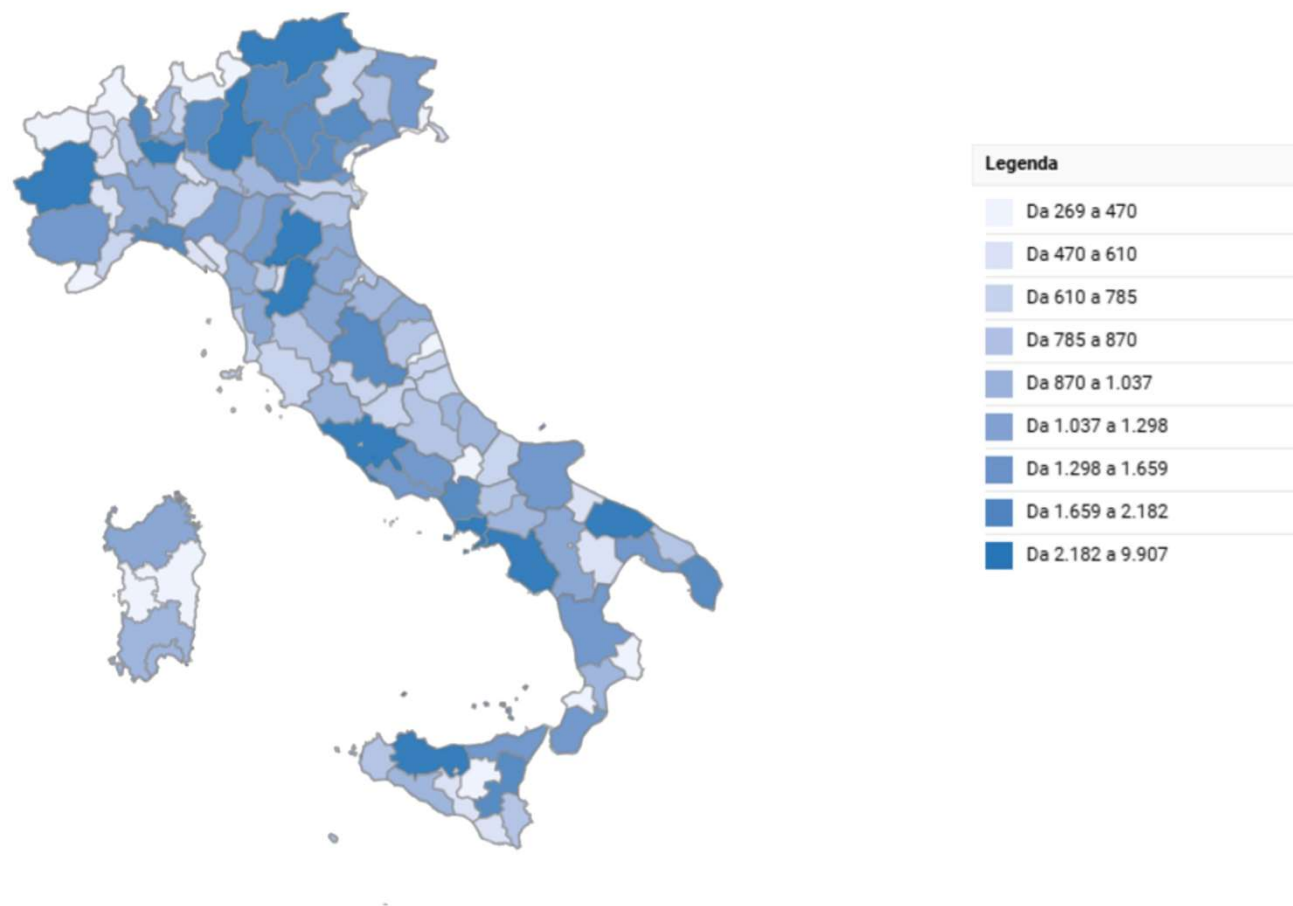 Legenda
Da 269 a 470
Da 470 a 610
Da 610 a 785
Da 785 a 870
Da 870 a 1.037
Da 1.037 a 1.298
Da 1.298 a 1.659
Da 1.659 a 2.182
Da 2.182 a 9.907